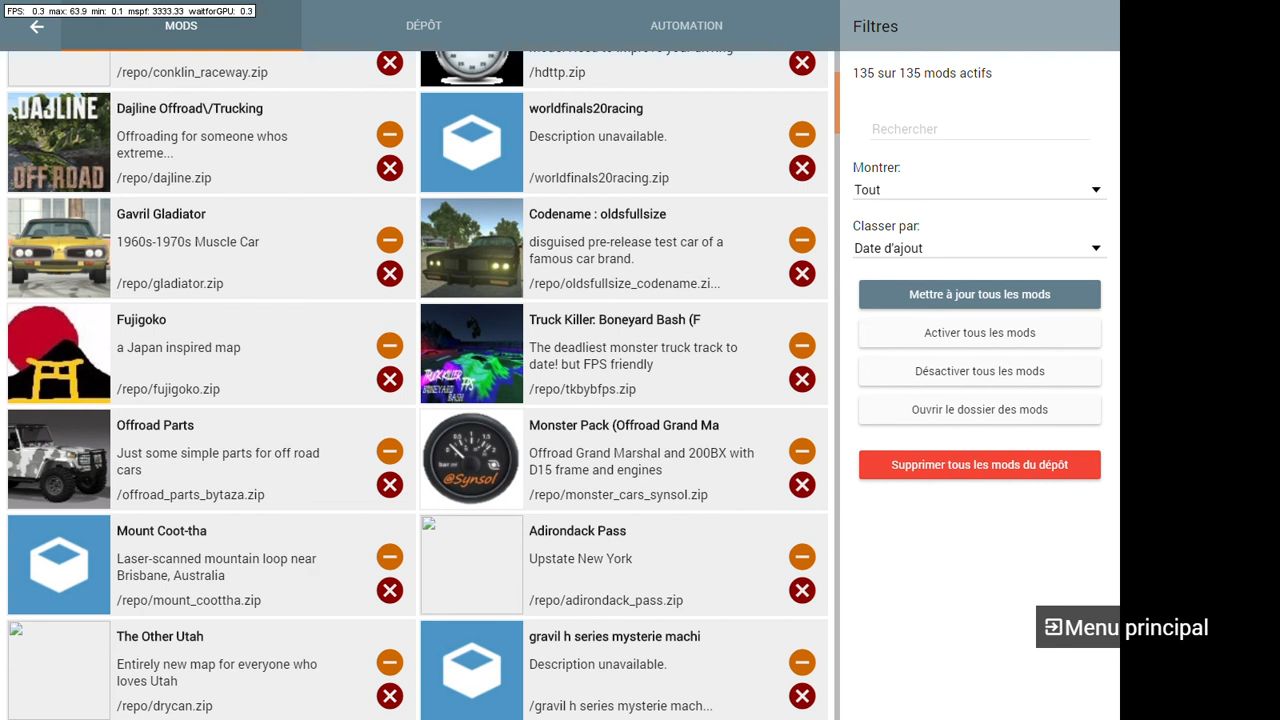 FPS: 0.3 max: 63.9 min: 0.1 mspf: 3333.33 waitforGPU: 0.3
MODS
DÉPÔT
AUTOMATION
Filtres
/repo/conklin_raceway.zip
/hdttp.zip
Dajline Offroad\/Trucking
Offroading for someone whos
extreme...
/repo/dajline.zip
DAJLINE
OFF ROAD
worldfinals20racing
Description unavailable.
/worldfinals20racing.zip
Gavril Gladiator
1960s-1970s Muscle Car
/repo/gladiator.zip
Codename : oldsfullsize
disguised pre-release test car of a
famous car brand.
/repo/oldsfullsize_codename.zi...
Fujigoko
a Japan inspired map
/repo/fujigoko.zip
Truck Killer: Boneyard Bash (F
The deadliest monster truck track to
date! but FPS friendly
/repo/tkbybfps.zip
TRUCK KILLER
BONEYARD
BASH
FPS
Offroad Parts
Just some simple parts for off road
cars
/offroad_parts_bytaza.zip
Monster Pack (Offroad Grand Ma
Offroad Grand Marshal and 200BX with
D15 frame and engines
/repo/monster_cars_synsol.zip
@Synsol
Mount Coot-tha
Laser-scanned mountain loop near
Brisbane, Australia
/repo/mount_coottha.zip
Adirondack Pass
Upstate New York
/repo/adirondack_pass.zip
The Other Utah
Entirely new map for everyone who
loves Utah
/repo/drycan.zip
gravil h series mysterie machi
Description unavailable.
/gravil h series mysterie mach...
135 sur 135 mods actifs
Rechercher
Montrer:
Tout
Classer par:
Date d'ajout
Mettre à jour tous les mods
Activer tous les mods
Désactiver tous les mods
Ouvrir le dossier des mods
Supprimer tous les mods du dépôt
Menu principal